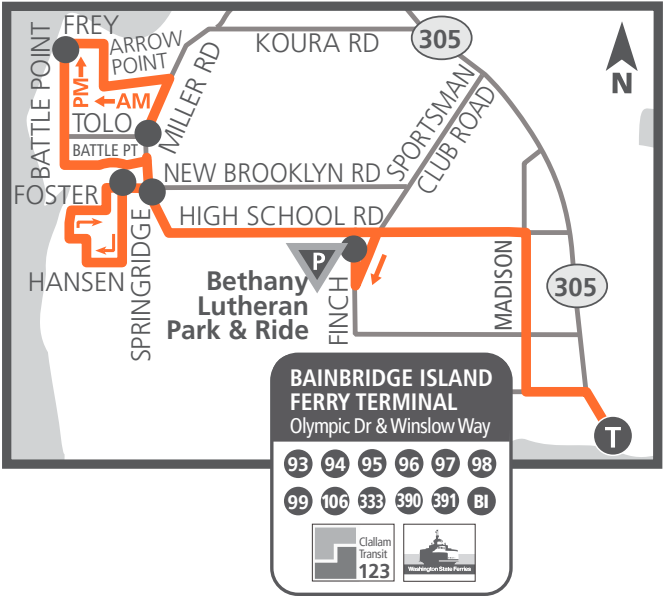 FREY
ARROW
POINT
BATTLE POINT
PM
AM
MILLER RD
KOURA RD
305
N
TOLO
BATTLE PT
SPORTSMAN
CLUB ROAD
NEW BROOKLYN RD
FOSTER
HIGH SCHOOL RD
HANSEN
SPRINGRIDGE
P
Bethany
Lutheran
Park & Ride
FINCH
MADISON
305
T
BAINBRIDGE ISLAND
FERRY TERMINAL
Olympic Dr & Winslow Way
93 94 95 96 97 98
99 106 333 390 391 BI
Clallam
Transit
123
Washington State Ferries